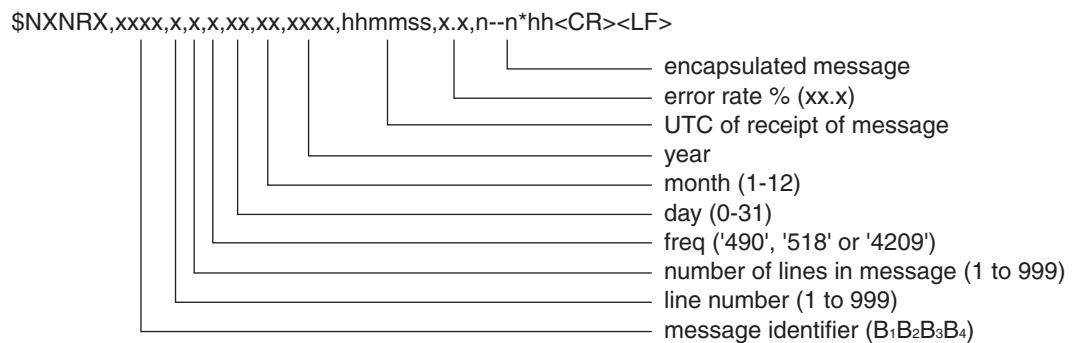 $NXNRX,xxxx,x,x,x,xx,xx,xxxx,hhmmss,x.x,n--n*hh<CR><LF>
encapsulated message
error rate % (xx.x)
UTC of receipt of message
year
month (1-12)
day (0-31)
freq ('490', '518' or '4209')
number of lines in message (1 to 999)
line number (1 to 999)
message identifier (B₁B₂B₃B₄)